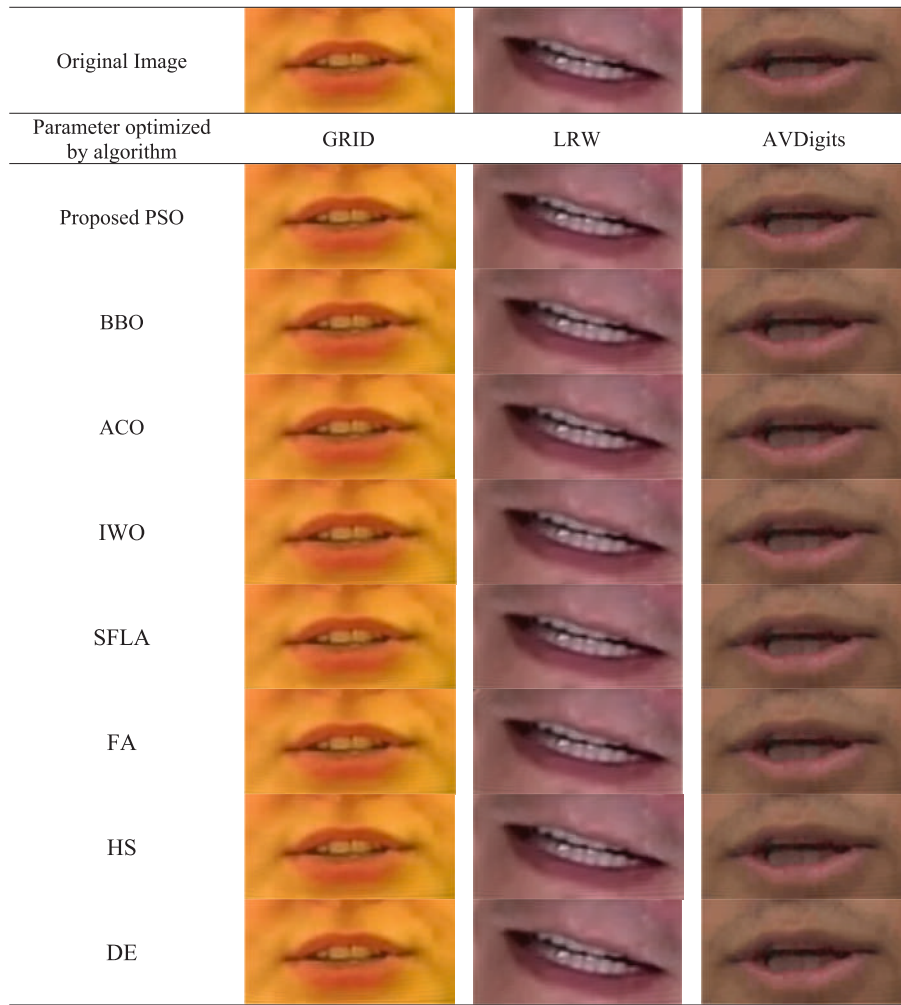 Original Image
Parameter optimized
by algorithm
GRID
LRW
AVDigits
Proposed PSO
BBO
ACO
IWO
SFLA
FA
HS
DE